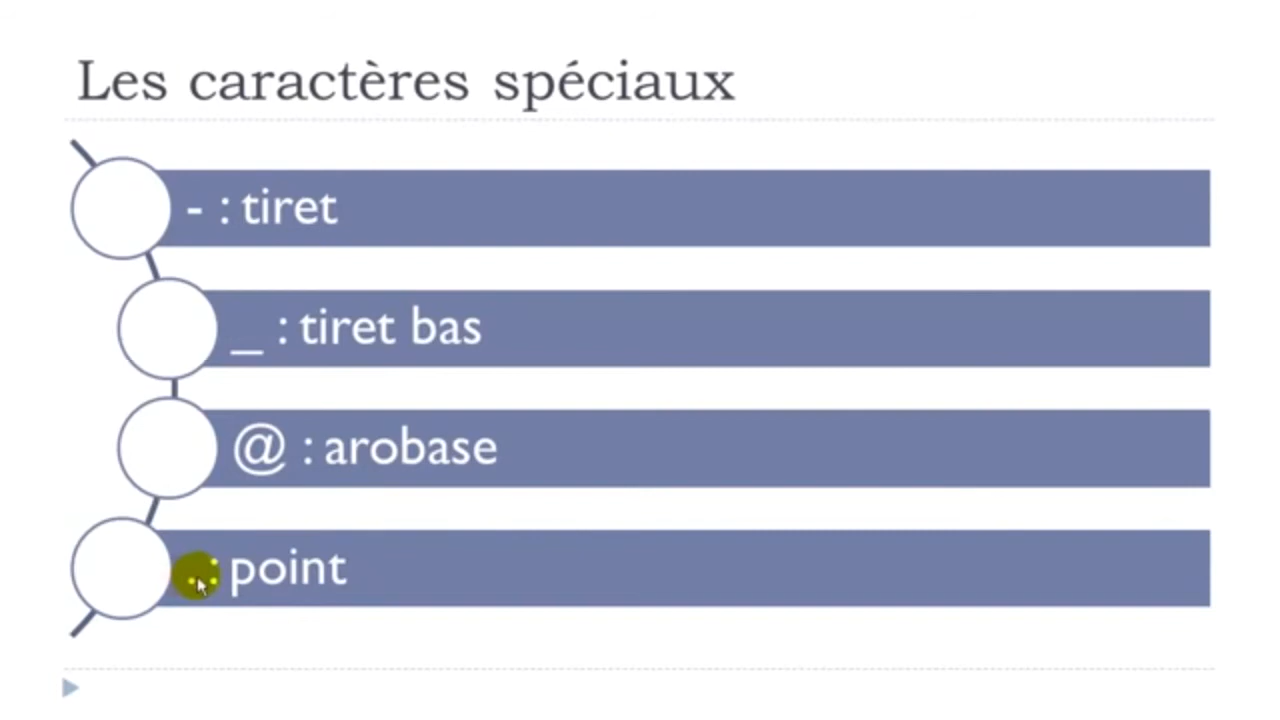 Les caractères spéciaux
- : tiret
_ : tiret bas
@ : arobase
. : point